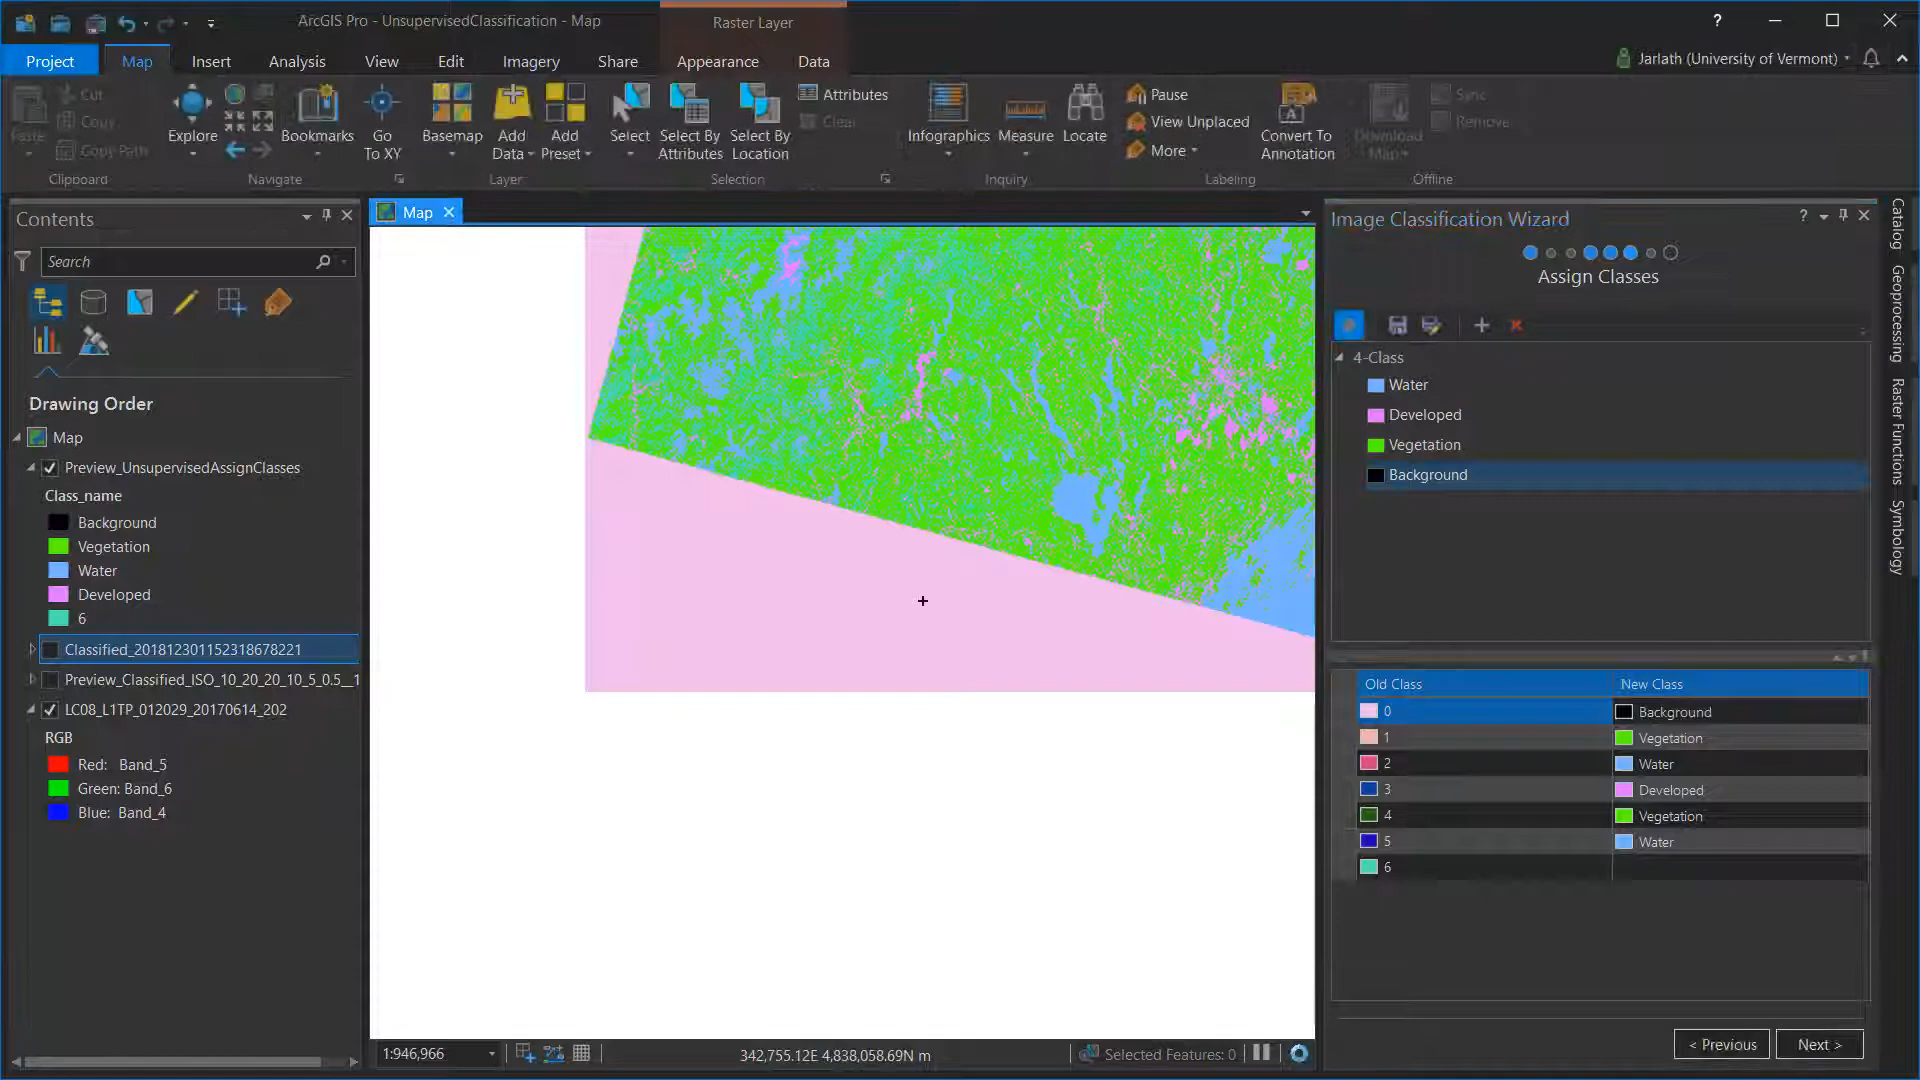 ArcGIS Pro - UnsupervisedClassification - Map
Raster Layer
?
Project Map Insert Analysis View Edit Imagery Share Appearance Data
Jarlath (University of Vermont)
Paste
Cut
Copy
Copy Path
Clipboard
Explore
Bookmarks
Go
To XY
Navigate
Basemap
Add
Data
Add
Preset
Layer
Select
Select By
Attributes
Select By
Location
Attributes
Clear
Selection
Infographics
Measure
Locate
Inquiry
Pause
View Unplaced
More
Convert To
Annotation
Labeling
Download
Map
Sync
Remove
Offline
Contents
Search
Drawing Order
Map
Preview_UnsupervisedAssignClasses
Class_name
Background
Vegetation
Water
Developed
6
Classified_201812301152318678221
Preview_Classified_ISO_10_20_20_10_5_0.5__1
LC08_L1TP_012029_20170614_202
RGB
Red: Band_5
Green: Band_6
Blue: Band_4
Map
1:946,966
342,755.12E 4,838,058.69N m
Selected Features: 0
Image Classification Wizard
?
Assign Classes
4-Class
Water
Developed
Vegetation
Background
Old Class New Class
0 Background
1 Vegetation
2 Water
3 Developed
4 Vegetation
5 Water
6
< Previous
Next >
Catalog
Geoprocessing
Raster Functions
Symbology